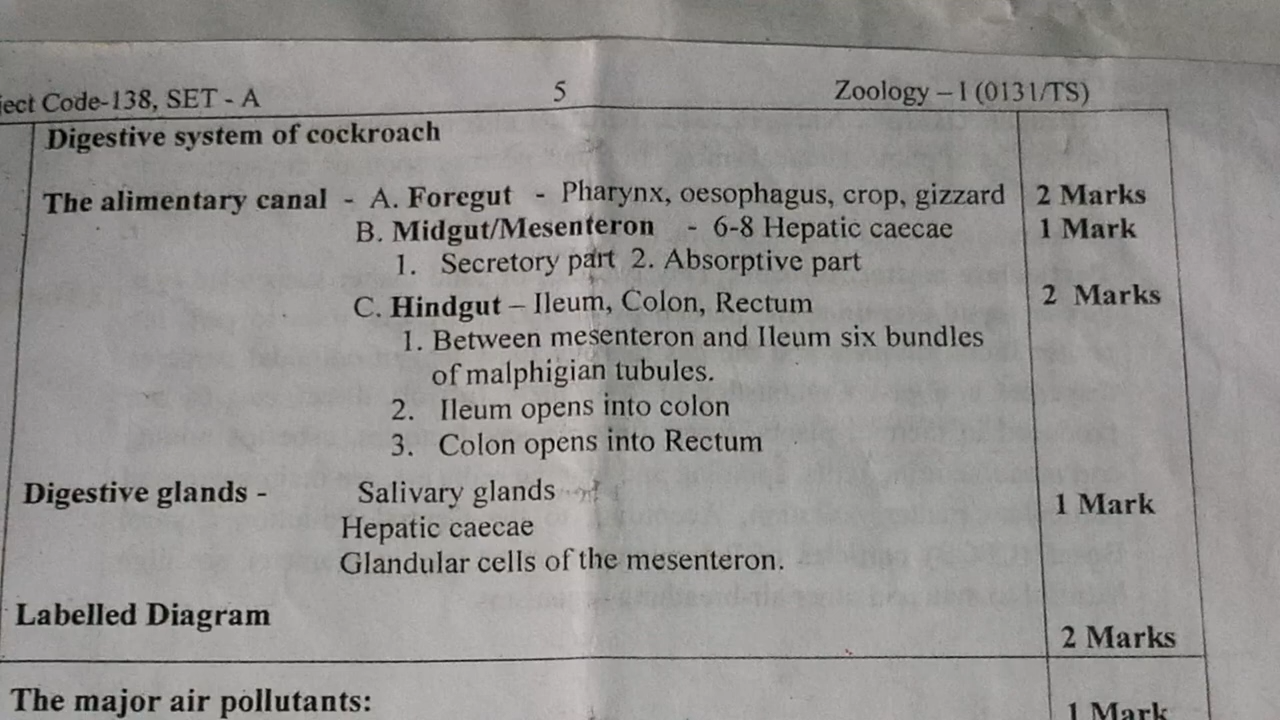 ject Code-138, SET - A 5 Zoology – I (0131/TS)
Digestive system of cockroach
The alimentary canal - A. Foregut - Pharynx, oesophagus, crop, gizzard 2 Marks
B. Midgut/Mesenteron - 6-8 Hepatic caecae 1 Mark
1. Secretory part 2. Absorptive part
C. Hindgut – Ileum, Colon, Rectum 2 Marks
1. Between mesenteron and Ileum six bundles
of malphigian tubules.
2. Ileum opens into colon
3. Colon opens into Rectum
Digestive glands - Salivary glands 1 Mark
Hepatic caecae
Glandular cells of the mesenteron.
Labelled Diagram 2 Marks
The major air pollutants: 1 Mark